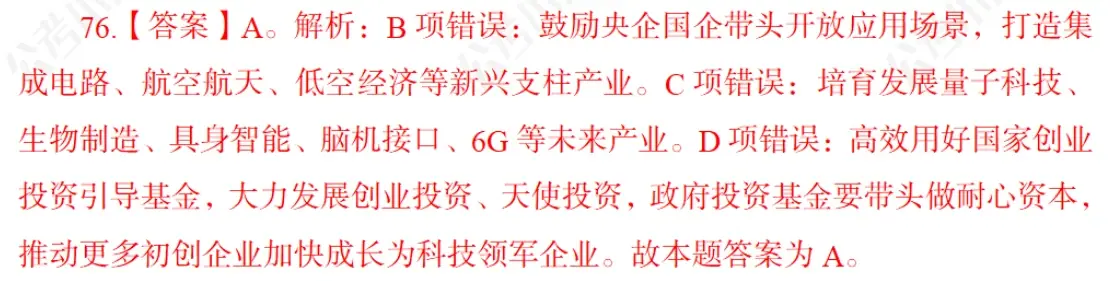 76.【答案】A。解析：B 项错误：鼓励央企国企带头开放应用场景，打造集
成电路、航空航天、低空经济等新兴支柱产业。C 项错误：培育发展量子科技、
生物制造、具身智能、脑机接口、6G 等未来产业。D 项错误：高效用好国家创业
投资引导基金，大力发展创业投资、天使投资，政府投资基金要带头做耐心资本，
推动更多初创企业加快成长为科技领军企业。故本题答案为 A。